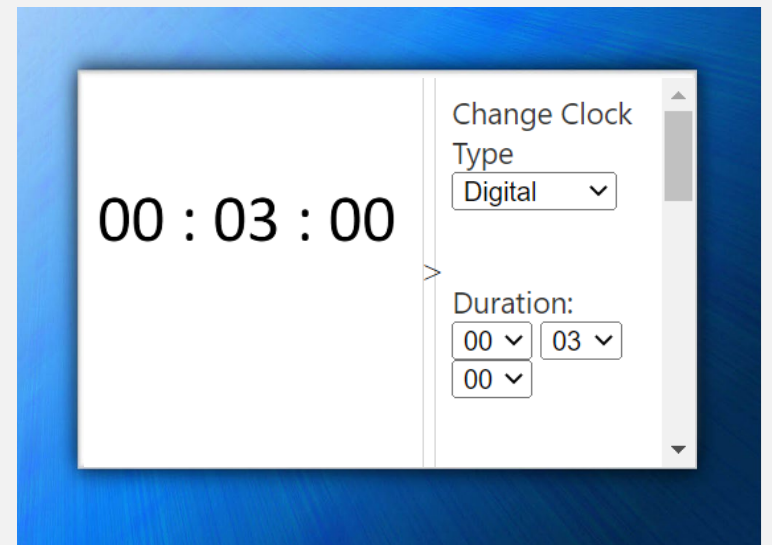 00 : 03 : 00
>
Change Clock
Type
Digital
Duration:
00 03
00